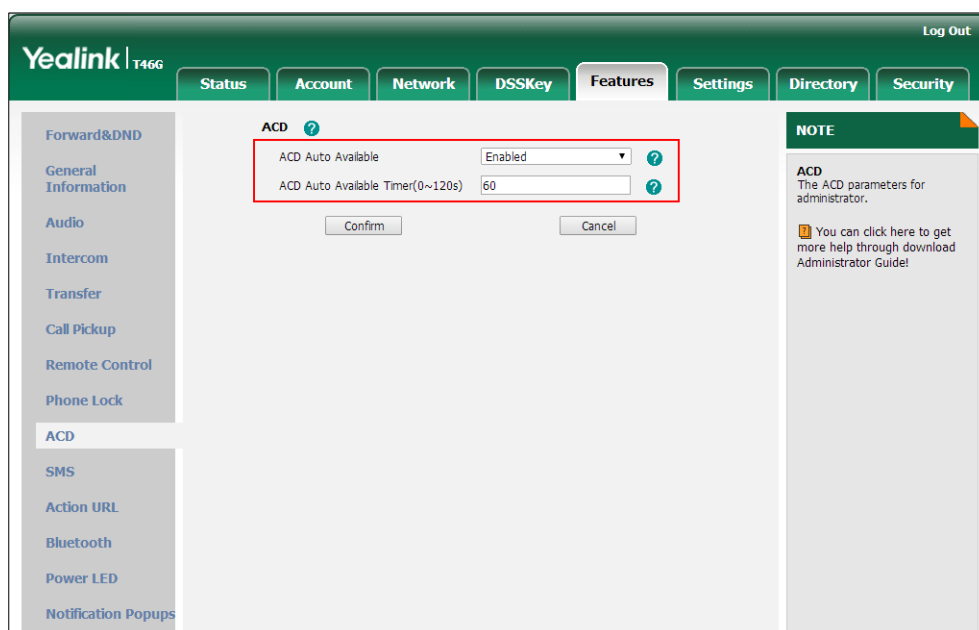 Log Out
Yealink | T46G
Status
Account
Network
DSSKey
Features
Settings
Directory
Security
Forward&DND
General
Information
Audio
Intercom
Transfer
Call Pickup
Remote Control
Phone Lock
ACD
SMS
Action URL
Bluetooth
Power LED
Notification Popups
ACD ?
ACD Auto Available Enabled ?
ACD Auto Available Timer(0~120s) 60 ?
Confirm Cancel
NOTE
ACD
The ACD parameters for
administrator.
? You can click here to get
more help through download
Administrator Guide!